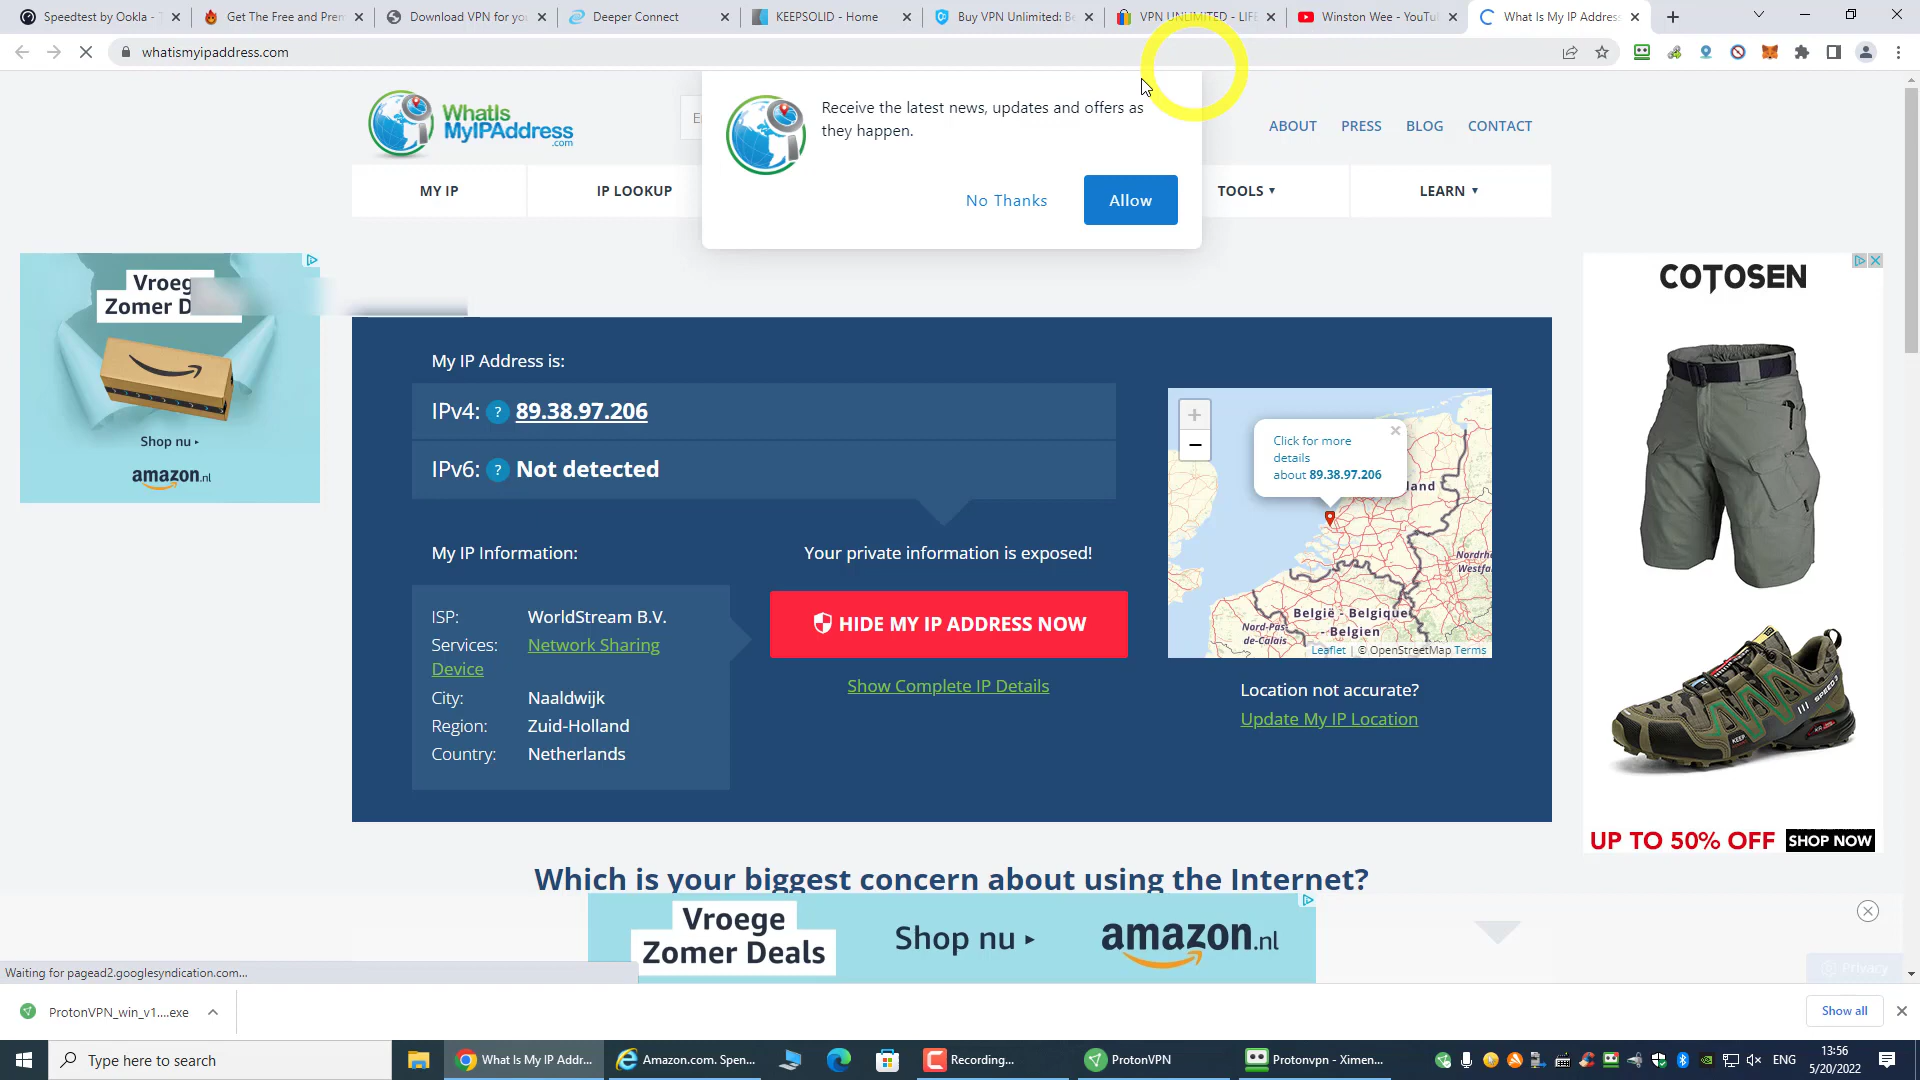 Speedtest by Ookla - T
Get The Free and Prem
Download VPN for you
Deeper Connect
KEEPSOLID - Home
Buy VPN Unlimited: Be
VPN UNLIMITED - LIFE
Winston Wee - YouTu
What Is My IP Address
whatismyipaddress.com
WhatIs
MyIPAddress
.com
ABOUT
PRESS
BLOG
CONTACT
Receive the latest news, updates and offers as
they happen.
No Thanks
Allow
MY IP
IP LOOKUP
TOOLS
LEARN
Vroeg
Zomer D
Shop nu
amazon.nl
COTOSEN
UP TO 50% OFF
SHOP NOW
My IP Address is:
IPv4: ? 89.38.97.206
IPv6: ? Not detected
My IP Information:
ISP: WorldStream B.V.
Services: Network Sharing
Device
City: Naaldwijk
Region: Zuid-Holland
Country: Netherlands
Your private information is exposed!
HIDE MY IP ADDRESS NOW
Show Complete IP Details
+
−
Click for more
details
about 89.38.97.206
land
Nordrhe
Westfa
België - Belgique
- Belgien
Nord-Pas-
de-Calais
Leaflet | © OpenStreetMap Terms
Location not accurate?
Update My IP Location
Which is your biggest concern about using the Internet?
Vroege
Zomer Deals
Shop nu
amazon.nl
Privacy
Waiting for pagead2.googlesyndication.com...
ProtonVPN_win_v1....exe
Show all
Type here to search
What Is My IP Addr...
Amazon.com. Spen...
Recording...
ProtonVPN
Protonvpn - Ximen...
ENG
13:56
5/20/2022